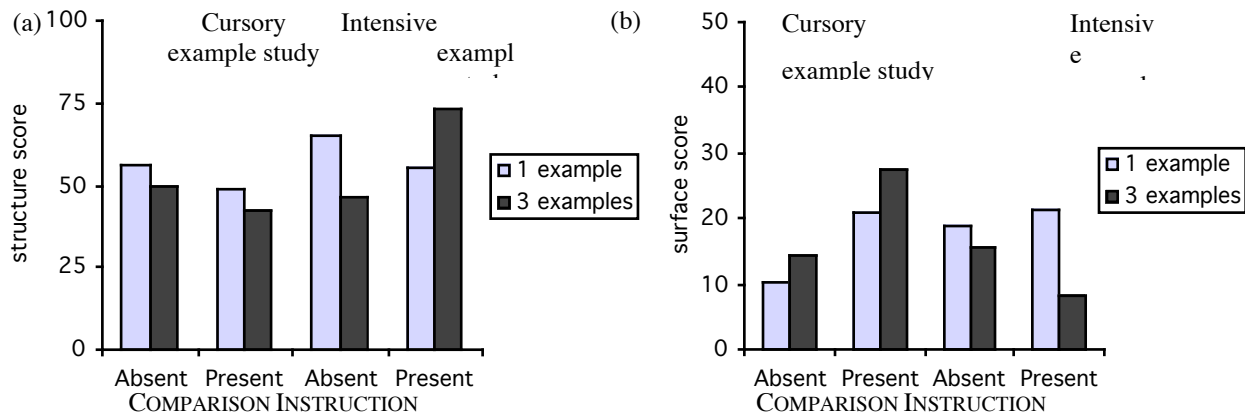 (a)
100
75
50
25
0
structure score
Cursory
example study
Intensive
exampl
1 example
3 examples
Absent Present Absent Present
COMPARISON INSTRUCTION
(b)
50
40
30
20
10
0
surface score
Cursory
example study
Intensiv
e
1 example
3 examples
Absent Present Absent Present
COMPARISON INSTRUCTION